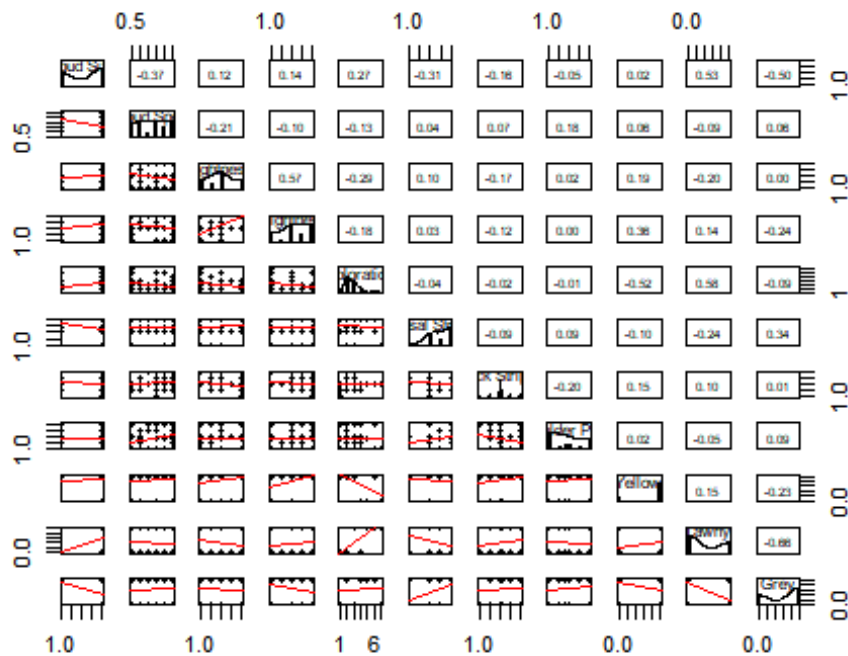 0.5 1.0 1.0 1.0 0.0
-0.37 0.12 0.14 0.27 -0.31 -0.16 -0.05 0.02 0.53 -0.50 1.0
0.5 -0.21 -0.10 -0.13 0.04 0.07 0.18 0.06 -0.09 0.06
0.57 -0.29 0.10 -0.17 0.02 0.19 -0.20 0.00 1.0
1.0 -0.18 0.03 -0.12 0.00 0.36 0.14 -0.24
-0.04 -0.02 -0.01 -0.52 0.58 -0.09 1
1.0 -0.09 0.09 -0.10 -0.24 0.34
ck Strip -0.20 0.15 0.10 0.01 1.0
1.0 lder P 0.02 -0.05 0.09
Yellow 0.15 -0.23 0.0
0.0 awny -0.66
Grey 0.0
1.0 1.0 1 6 1.0 0.0 0.0